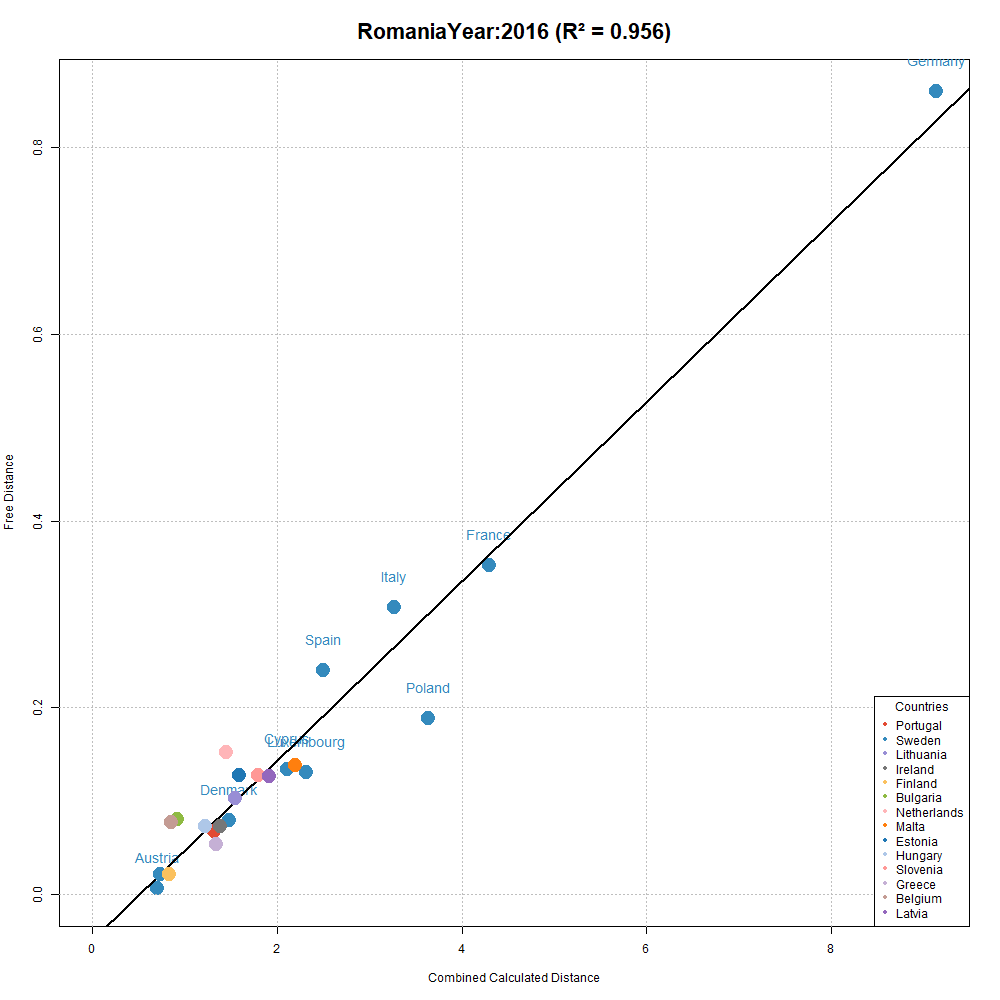 RomaniaYear:2016 (R² = 0.956)
Germany
0.8
0.6
Free Distance
0.4
France
Italy
Spain
Poland
0.2
Cyprus
Luxembourg
Denmark
Austria
0.0
Countries
Portugal
Sweden
Lithuania
Ireland
Finland
Bulgaria
Netherlands
Malta
Estonia
Hungary
Slovenia
Greece
Belgium
Latvia
0 2 4 6 8
Combined Calculated Distance